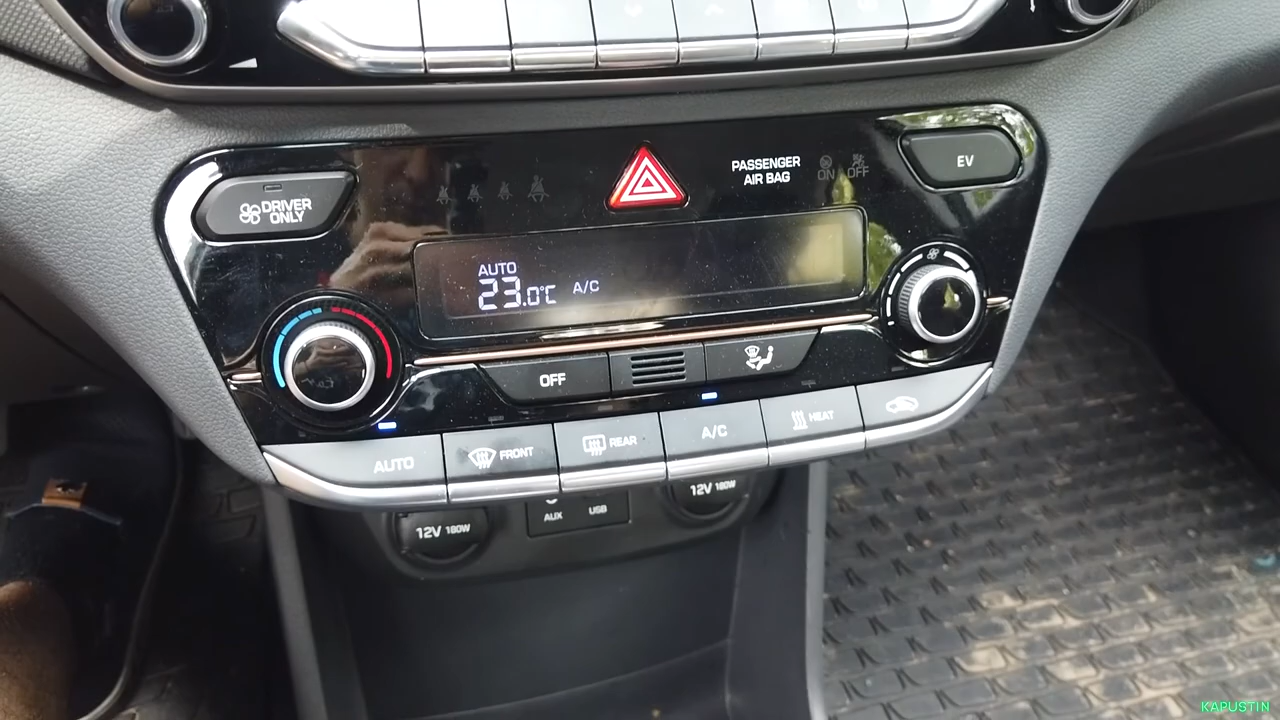 PASSENGER
AIR BAG
ON OFF
EV
DRIVER
ONLY
AUTO
23.0°C A/C
OFF
AUTO
FRONT
REAR
A/C
HEAT
12V 180W
AUX
USB
12V 180W
KAPUSTIN